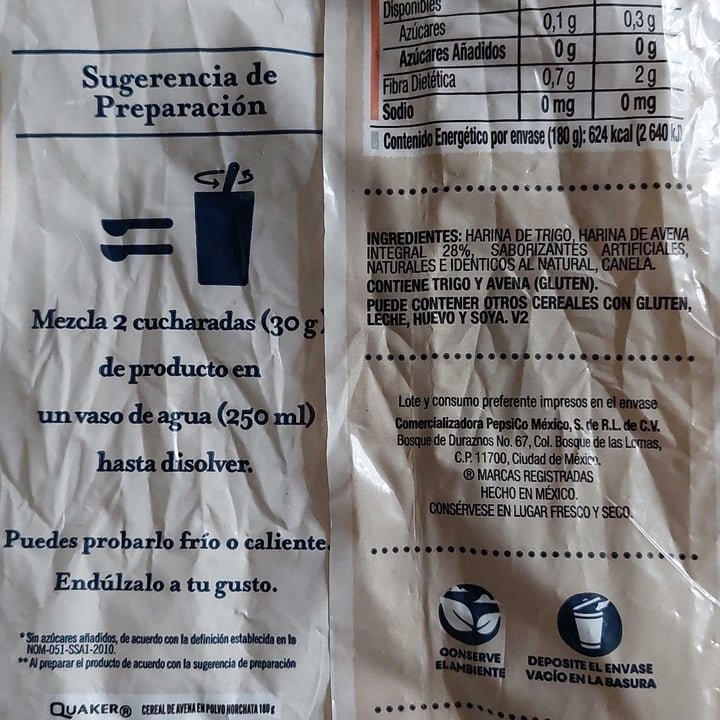 Sugerencia de
Preparación
Mezcla 2 cucharadas (30 g)
de producto en
un vaso de agua (250 ml)
hasta disolver.
Puedes probarlo frío o caliente.
Endúlzalo a tu gusto.
* Sin azúcares añadidos, de acuerdo con la definición establecida en la
NOM-051-SSA1-2010.
** Al preparar el producto de acuerdo con la sugerencia de preparación
QUAKER® CEREAL DE AVENA EN POLVO HORCHATA 180 g
Disponibles
Azúcares 0,1 g 0,3 g
Azúcares Añadidos 0 g 0 g
Fibra Dietética 0,7 g 2 g
Sodio 0 mg 0 mg
Contenido Energético por envase (180 g): 624 kcal (2 640 kJ)
INGREDIENTES: HARINA DE TRIGO, HARINA DE AVENA
INTEGRAL 28%, SABORIZANTES ARTIFICIALES,
NATURALES E IDÉNTICOS AL NATURAL, CANELA.
CONTIENE TRIGO Y AVENA (GLUTEN).
PUEDE CONTENER OTROS CEREALES CON GLUTEN,
LECHE, HUEVO Y SOYA. V2
Lote y consumo preferente impresos en el envase
Comercializadora PepsiCo México, S. de R.L. de C.V.
Bosque de Duraznos No. 67, Col. Bosque de las Lomas,
C.P. 11700, Ciudad de México.
® MARCAS REGISTRADAS
HECHO EN MÉXICO.
CONSÉRVESE EN LUGAR FRESCO Y SECO.
CONSERVE
EL AMBIENTE
DEPOSITE EL ENVASE
VACÍO EN LA BASURA